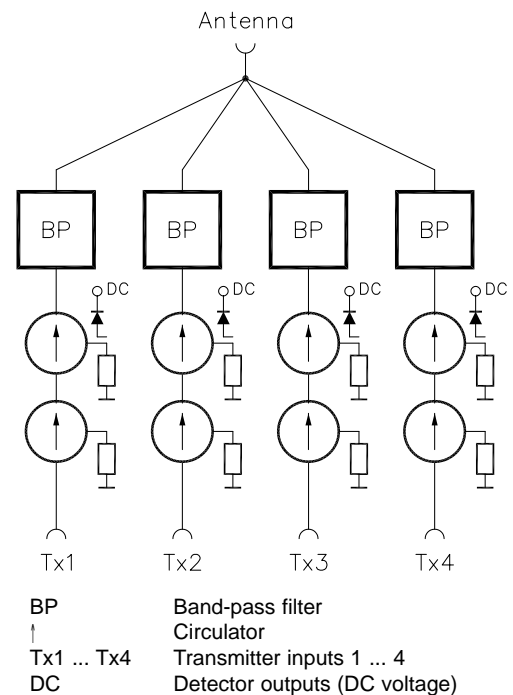 Antenna
BP BP BP BP
DC DC DC DC
Tx1 Tx2 Tx3 Tx4
BP Band-pass filter
↑ Circulator
Tx1 ... Tx4 Transmitter inputs 1 ... 4
DC Detector outputs (DC voltage)